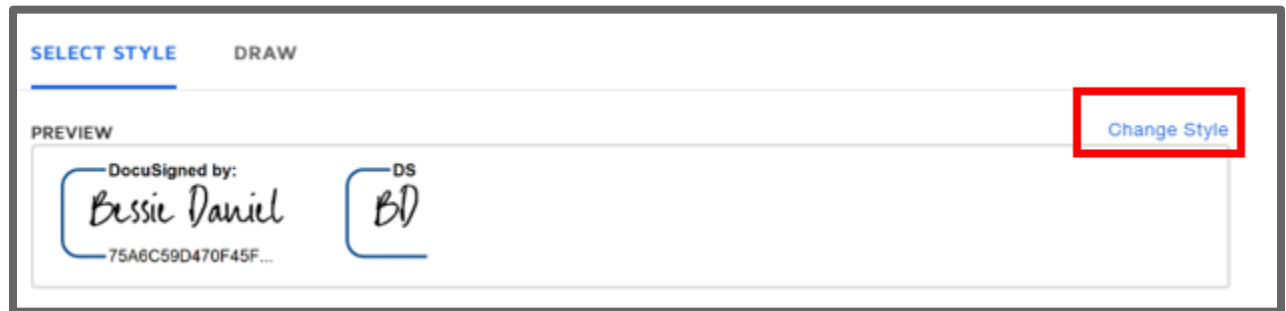 SELECT STYLE DRAW
PREVIEW Change Style
DocuSigned by: DS
Bessie Daniel BD
75A6C59D470F45F...